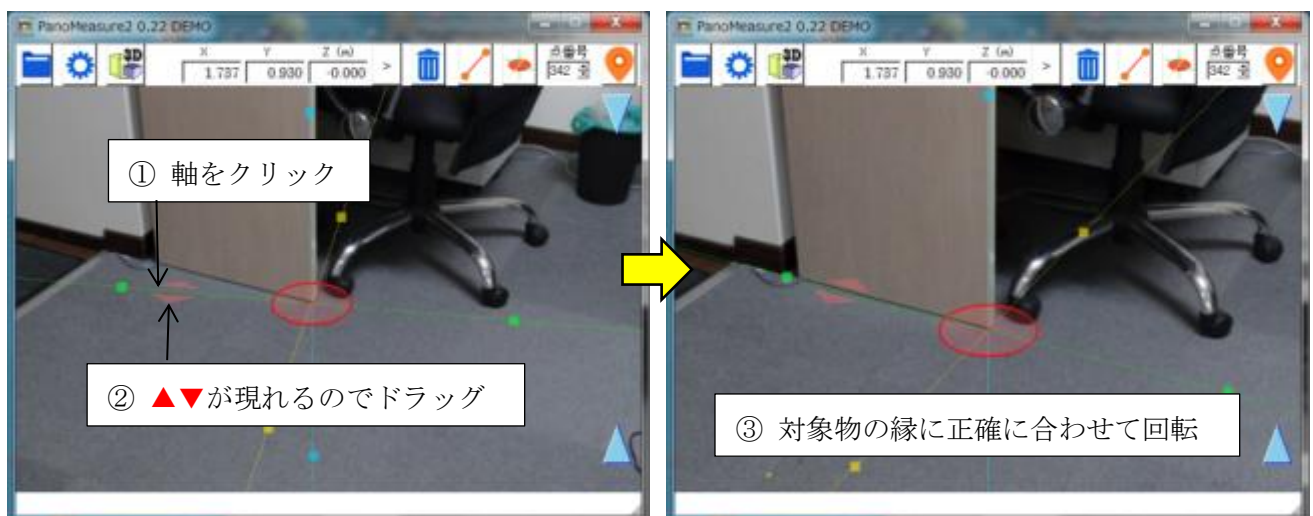 PanoMeasure2 0.22 DEMO
X Y Z (m)
1.737 0.930 -0.000 >
3D
点番号
342
① 軸をクリック
② ▲▼が現れるのでドラッグ
PanoMeasure2 0.22 DEMO
X Y Z (m)
1.737 0.930 -0.000 >
3D
点番号
342
③ 対象物の縁に正確に合わせて回転